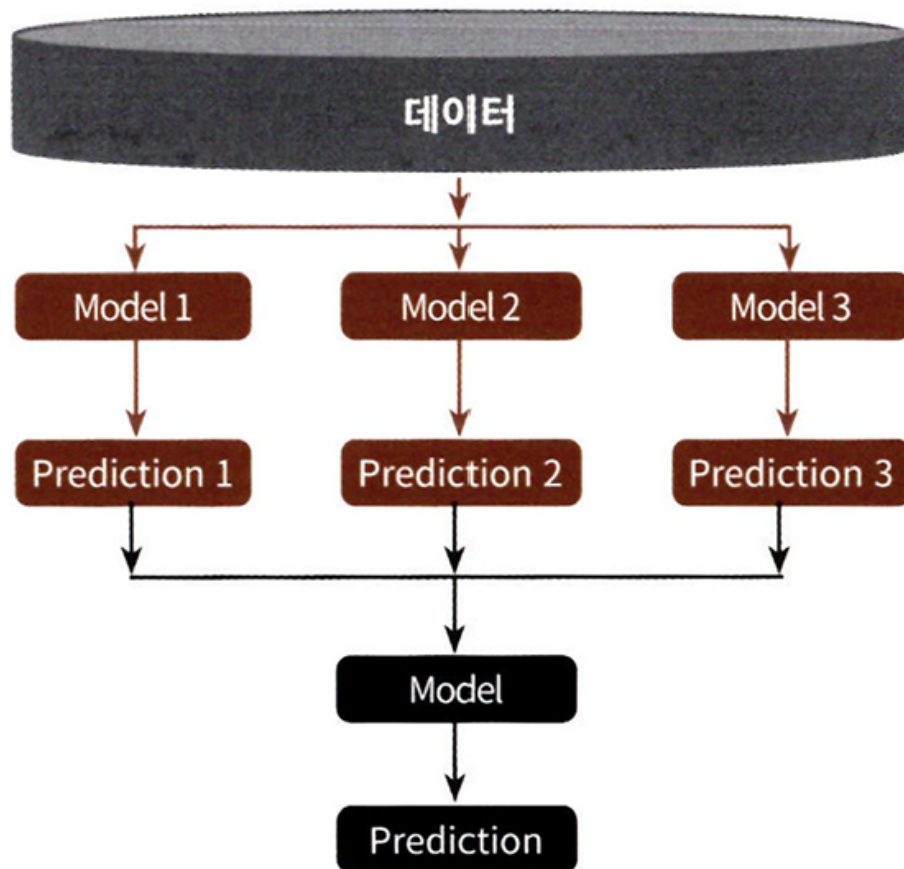 데이터
Model 1
Model 2
Model 3
Prediction 1
Prediction 2
Prediction 3
Model
Prediction